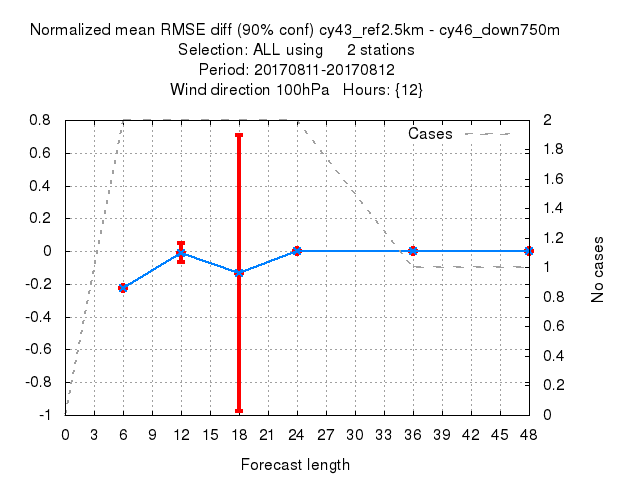 Normalized mean RMSE diff (90% conf) cy43_ref2.5km - cy46_down750m
Selection: ALL using 2 stations
Period: 20170811-20170812
Wind direction 100hPa Hours: {12}
Cases
0.8
0.6
0.4
0.2
0
-0.2
-0.4
-0.6
-0.8
-1
2
1.8
1.6
1.4
1.2
1
0.8
0.6
0.4
0.2
0
No cases
0 3 6 9 12 15 18 21 24 27 30 33 36 39 42 45 48
Forecast length